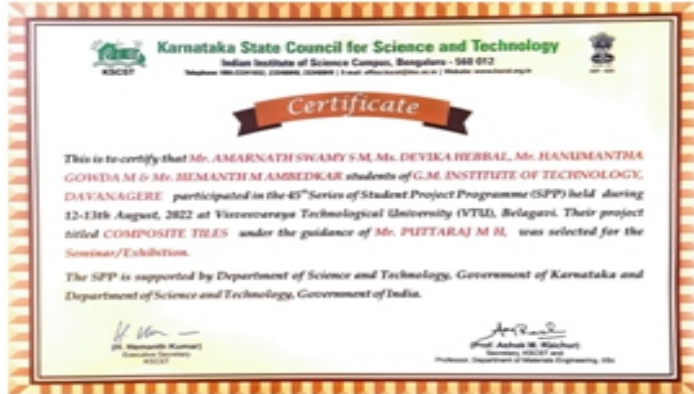 Karnataka State Council for Science and Technology
Indian Institute of Science Campus, Bengaluru - 560 012
KSCST
Certificate
This is to certify that Mr. AMARNATH SWAMY S M, Ms. DEVIKA HEBBAL, Mr. HANUMANTHA
GOWDA M & Mr. HEMANTH M AMBEDKAR students of G.M. INSTITUTE OF TECHNOLOGY,
DAVANAGERE participated in the 45th Series of Student Project Programme (SPP) held during
12-13th August, 2022 at Visvesvaraya Technological University (VTU), Belagavi. Their project
titled COMPOSITE TILES under the guidance of Mr. PUTTARAJ M H, was selected for the
Seminar/Exhibition.
The SPP is supported by Department of Science and Technology, Government of Karnataka and
Department of Science and Technology, Government of India.
(H. Hemanth Kumar)
Executive Secretary
KSCST
(Prof. Ashok M. Raichur)
Secretary, KSCST and
Professor, Department of Materials Engineering, IISc